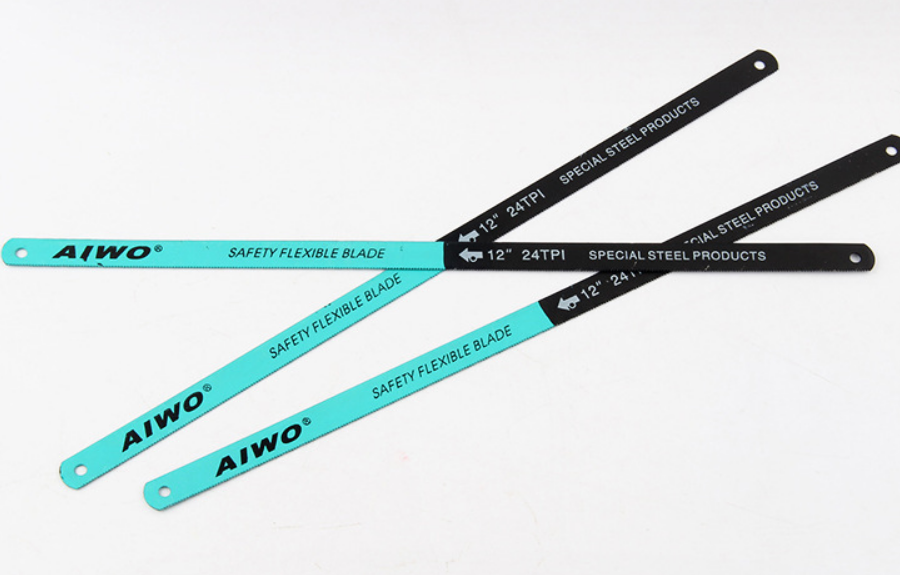 SPECIAL STEEL PRODUCTS
12" 24TPI
AIWO® SAFETY FLEXIBLE BLADE 12" 24TPI SPECIAL STEEL PRODUCTS
STEEL PRODUCTS
12"
SAFETY FLEXIBLE BLADE
AIWO®
SAFETY FLEXIBLE BLADE
AIWO®